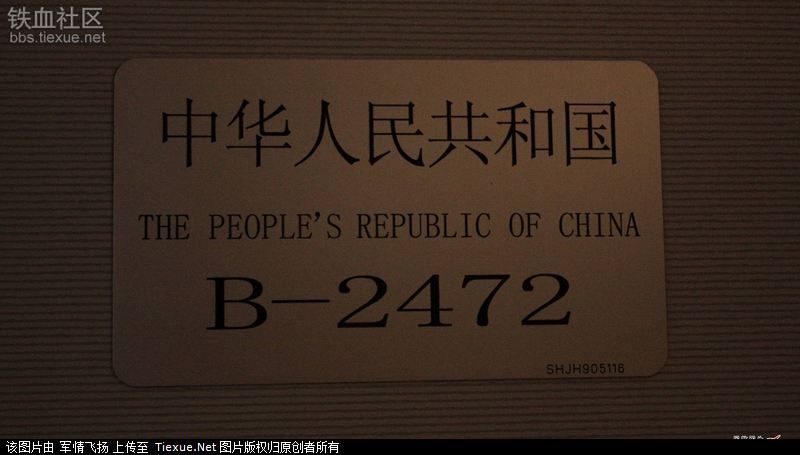 铁血社区
bbs.tiexue.net
中华人民共和国
THE PEOPLE'S REPUBLIC OF CHINA
B-2472
SHJH905116
该图片由 军情飞扬 上传至 Tiexue.Net 图片版权归原创者所有